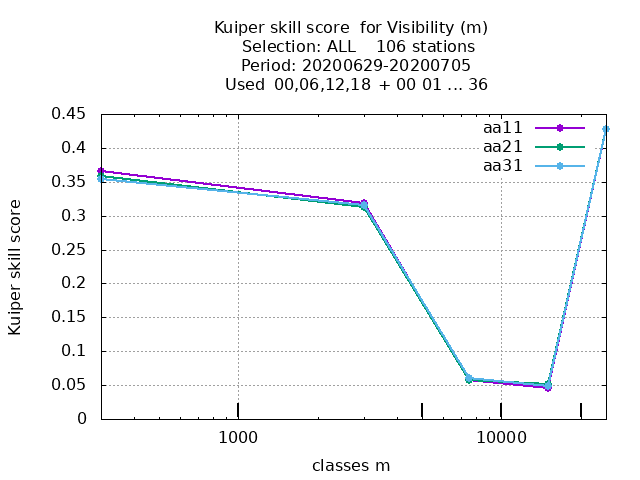 Kuiper skill score  for Visibility (m)
Selection: ALL    106 stations
Period: 20200629-20200705
Used  00,06,12,18 + 00 01 ... 36
aa11
aa21
aa31
0.45
0.4
0.35
0.3
0.25
0.2
0.15
0.1
0.05
0
Kuiper skill score
1000
10000
classes m